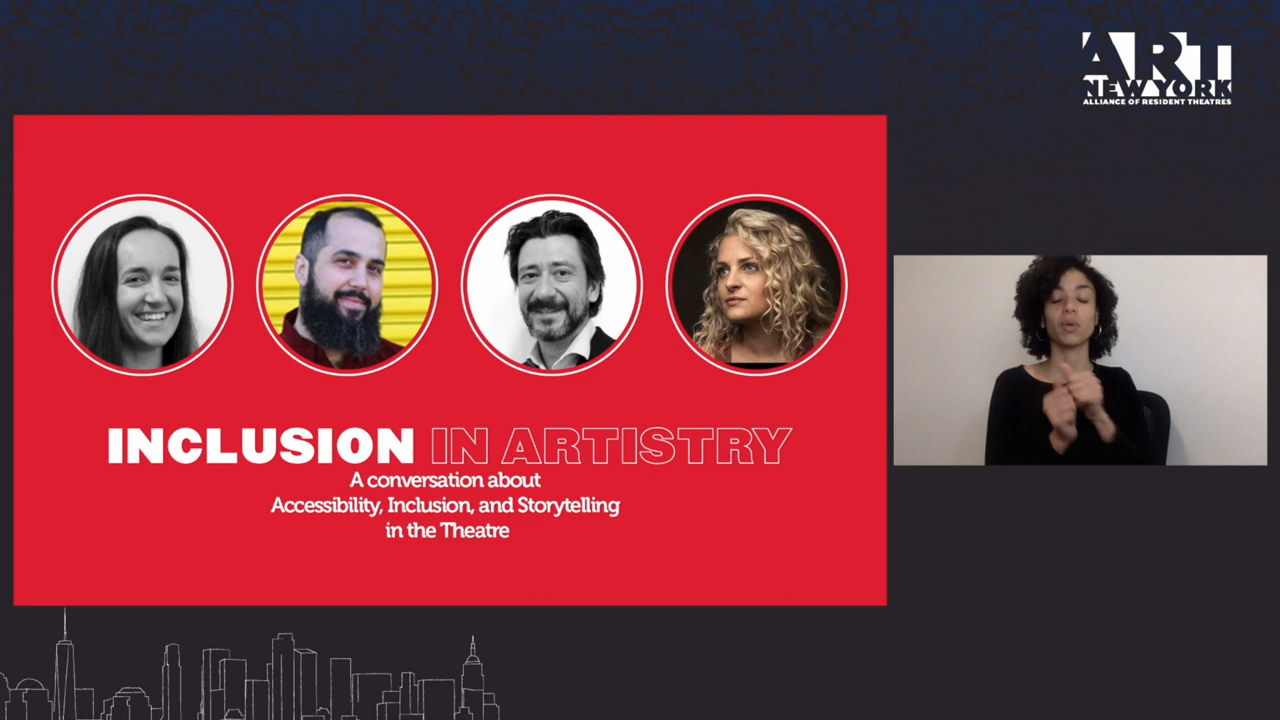 ART
NEW YORK
ALLIANCE OF RESIDENT THEATRES
INCLUSION IN ARTISTRY
A conversation about
Accessibility, Inclusion, and Storytelling
in the Theatre